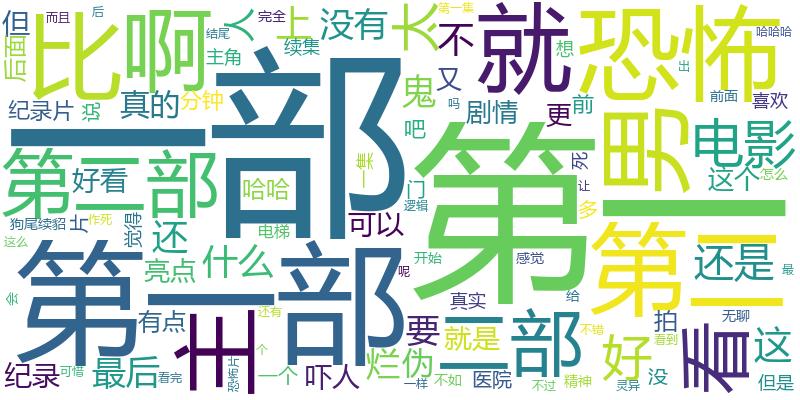 但
而且
后
人
上
没有
太
结尾
第一集
完全
哈哈哈
后面
比
啊
主角
续集
不
就
恐怖
想
出
纪录片
说
真的
分钟
一部
鬼
又
吗
剧情
更
前
前面
喜欢
第二部
好看
哈哈
一集
吧
第一
男
电影
死
片
这个
怎么
狗尾续貂
片
作死
觉得
还
电梯
门
逻辑
可以
多
第二
这么
第一部
亮点
什么
呢
开始
感觉
还是
最
会
有点
还有
主
要
就是
真实
给
二部
不错
拍
看到
无聊
看
这
纪录
可惜
最后
看完
恐怖片
一个
个
吓人
烂
伪
一样
不如
医院
不过
精神
好
灵异
没
但是